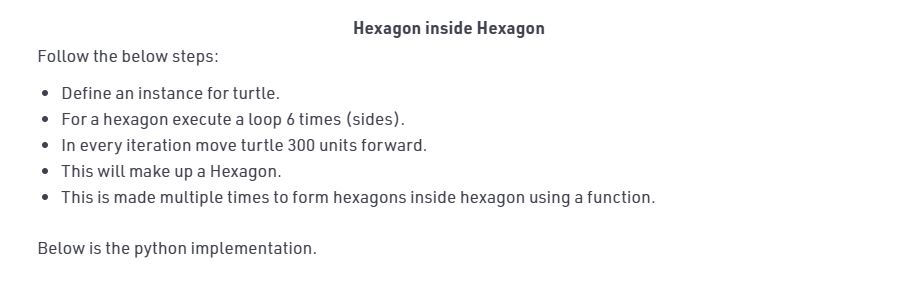 Hexagon inside Hexagon
Follow the below steps:
• Define an instance for turtle.
• For a hexagon execute a loop 6 times (sides).
• In every iteration move turtle 300 units forward.
• This will make up a Hexagon.
• This is made multiple times to form hexagons inside hexagon using a function.
Below is the python implementation.